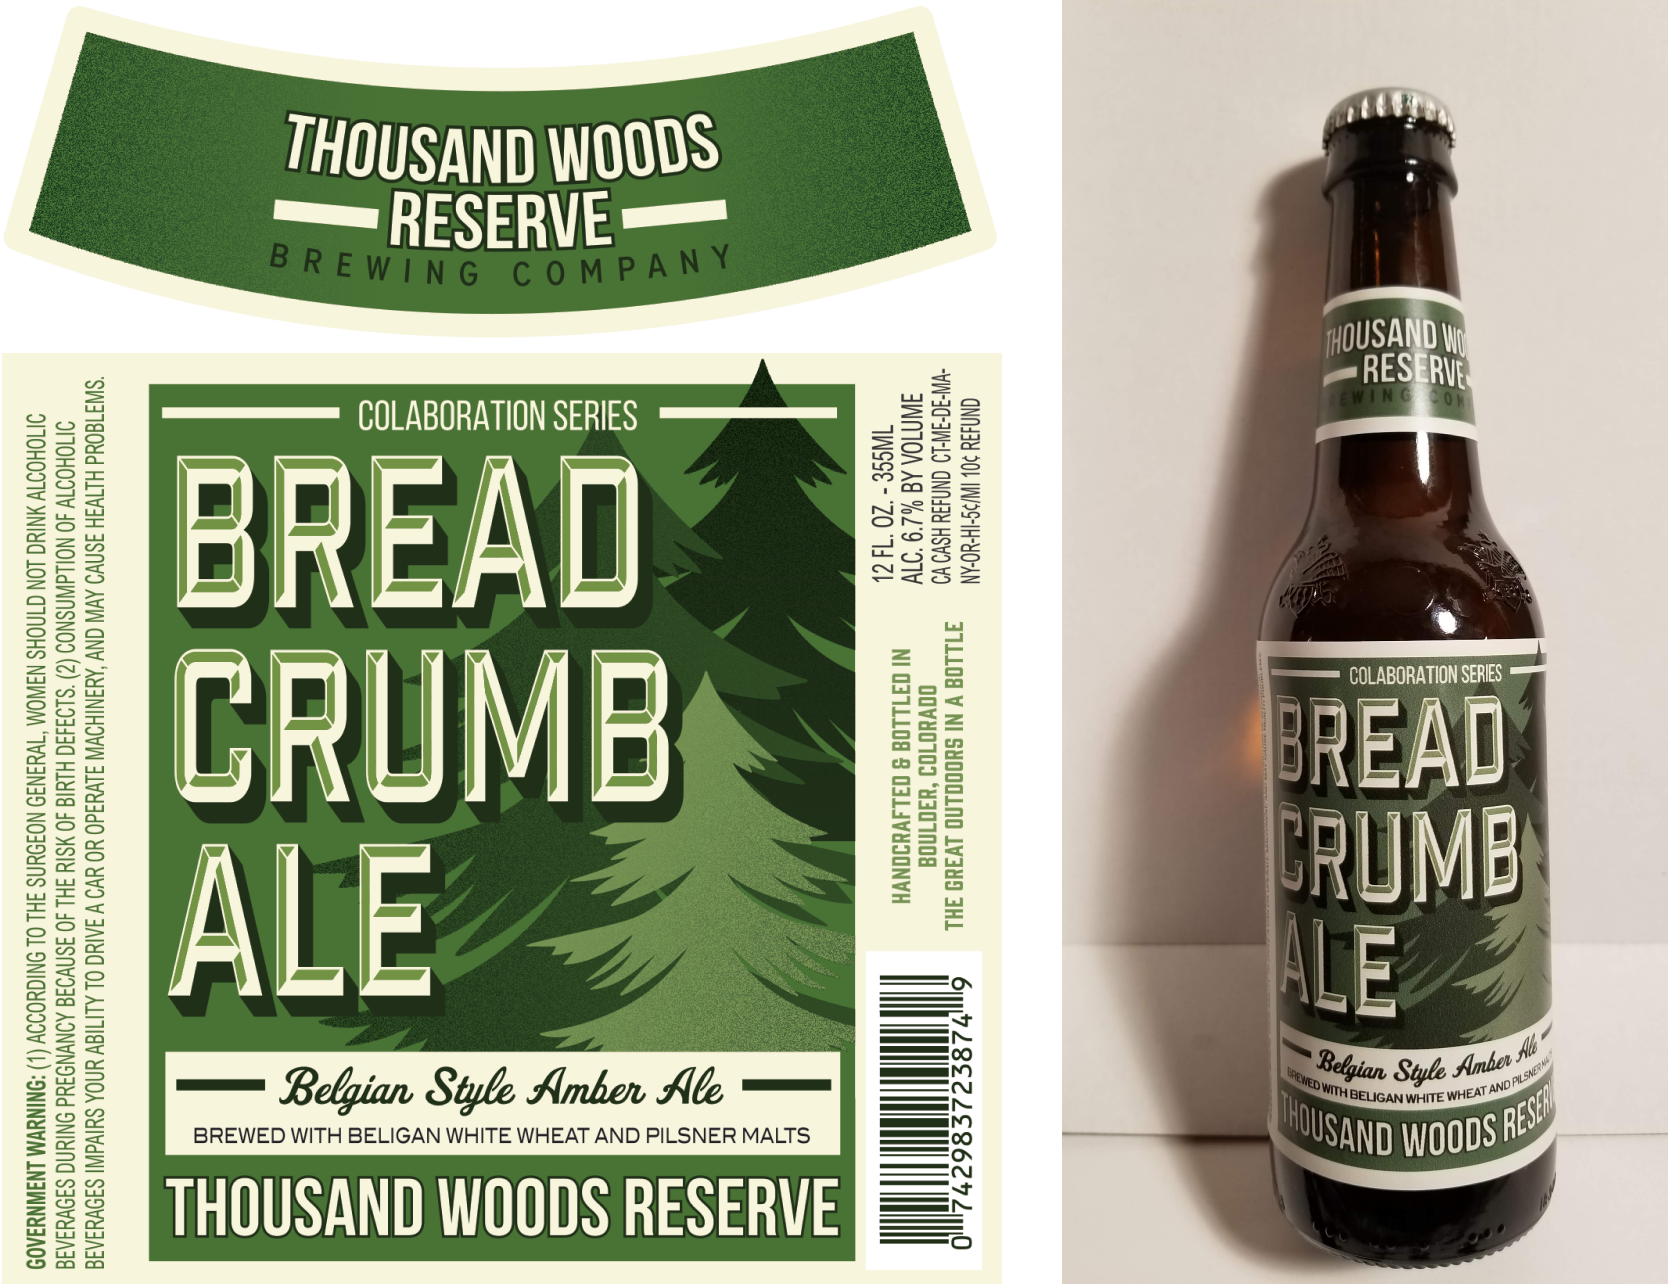 THOUSAND WOODS
RESERVE
BREWING COMPANY
GOVERNMENT WARNING: (1) ACCORDING TO THE SURGEON GENERAL, WOMEN SHOULD NOT DRINK ALCOHOLIC
BEVERAGES DURING PREGNANCY BECAUSE OF THE RISK OF BIRTH DEFECTS. (2) CONSUMPTION OF ALCOHOLIC
BEVERAGES IMPAIRS YOUR ABILITY TO DRIVE A CAR OR OPERATE MACHINERY, AND MAY CAUSE HEALTH PROBLEMS.
COLABORATION SERIES
BREAD
CRUMB
ALE
Belgian Style Amber Ale
BREWED WITH BELIGAN WHITE WHEAT AND PILSNER MALTS
THOUSAND WOODS RESERVE
12 FL. OZ. - 355ML
ALC. 6.7% BY VOLUME
CA CASH REFUND CT-ME-DE-MA-
NY-OR-HI-5¢/MI 10¢ REFUND
HANDCRAFTED & BOTTLED IN
BOULDER, COLORADO
THE GREAT OUTDOORS IN A BOTTLE
0 74298372387 4 9
THOUSAND WO
RESERVE
EWING COM
COLABORATION SERIES
BREAD
CRUMB
ALE
Belgian Style Amber Ale
BREWED WITH BELIGAN WHITE WHEAT AND PILSNER MALTS
THOUSAND WOODS RESERV